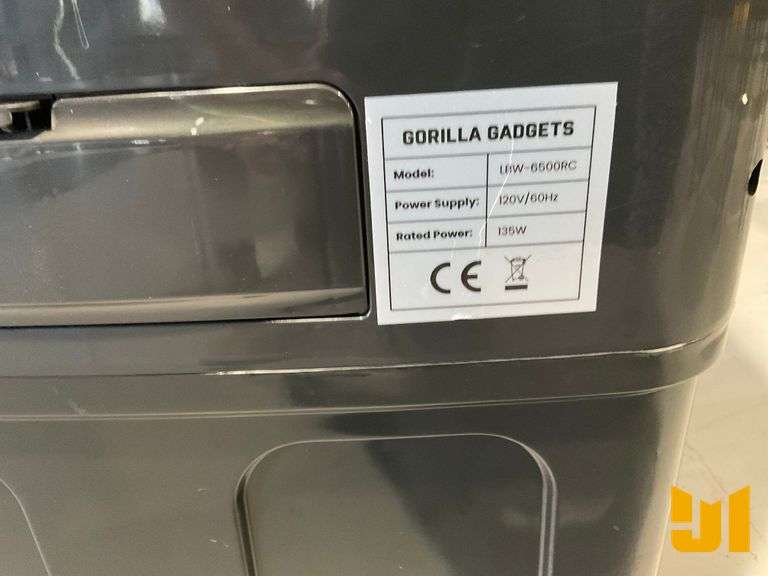 GORILLA GADGETS
Model: LBW-6500RC
Power Supply: 120V/60Hz
Rated Power: 135W
CE